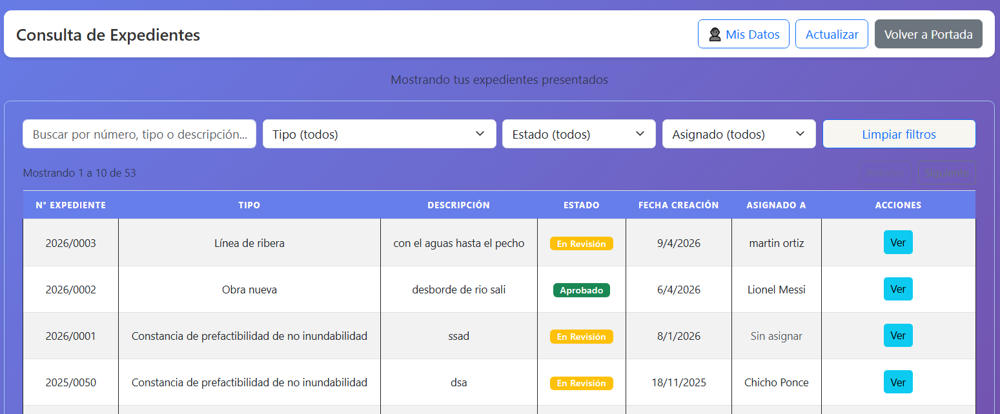 Consulta de Expedientes
Mis Datos
Actualizar
Volver a Portada
Mostrando tus expedientes presentados
Buscar por número, tipo o descripción...
Tipo (todos)
Estado (todos)
Asignado (todos)
Limpiar filtros
Mostrando 1 a 10 de 53
Siguiente
N° EXPEDIENTE TIPO DESCRIPCIÓN ESTADO FECHA CREACIÓN ASIGNADO A ACCIONES
2026/0003 Línea de ribera con el aguas hasta el pecho En Revisión 9/4/2026 martin ortiz Ver
2026/0002 Obra nueva desborde de rio sali Aprobado 6/4/2026 Lionel Messi Ver
2026/0001 Constancia de prefactibilidad de no inundabilidad ssad En Revisión 8/1/2026 Sin asignar Ver
2025/0050 Constancia de prefactibilidad de no inundabilidad dsa En Revisión 18/11/2025 Chicho Ponce Ver